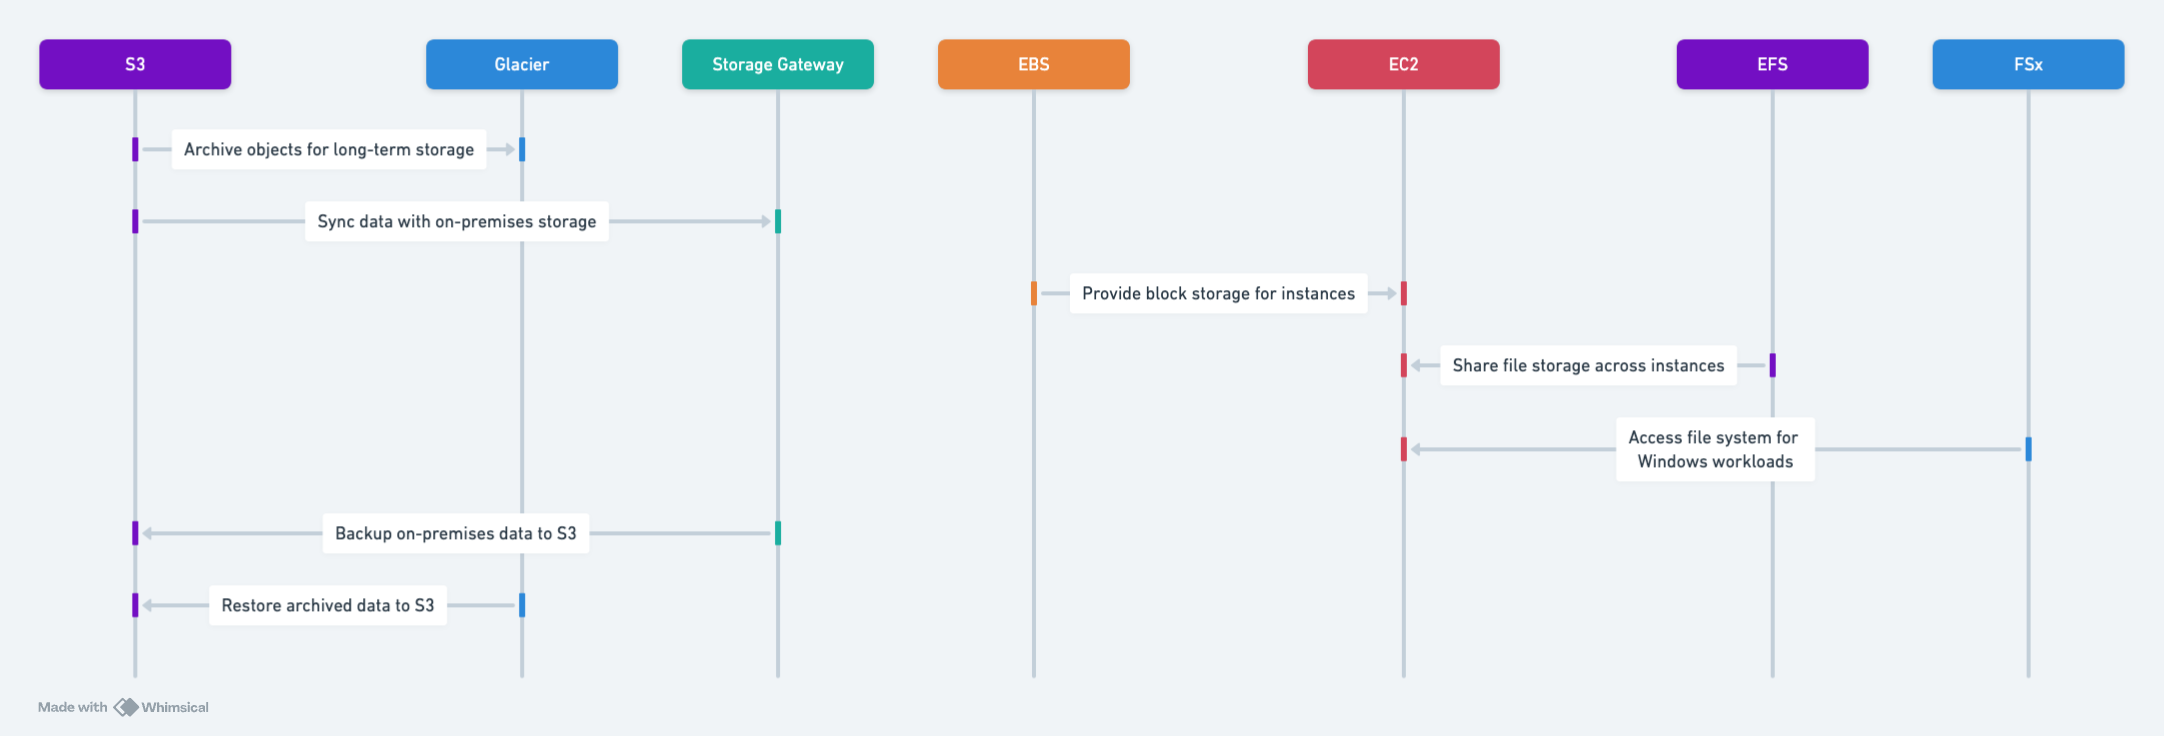 S3
Glacier
Storage Gateway
EBS
EC2
EFS
FSx
Archive objects for long-term storage
Sync data with on-premises storage
Provide block storage for instances
Share file storage across instances
Access file system for
Windows workloads
Backup on-premises data to S3
Restore archived data to S3
Made with Whimsical